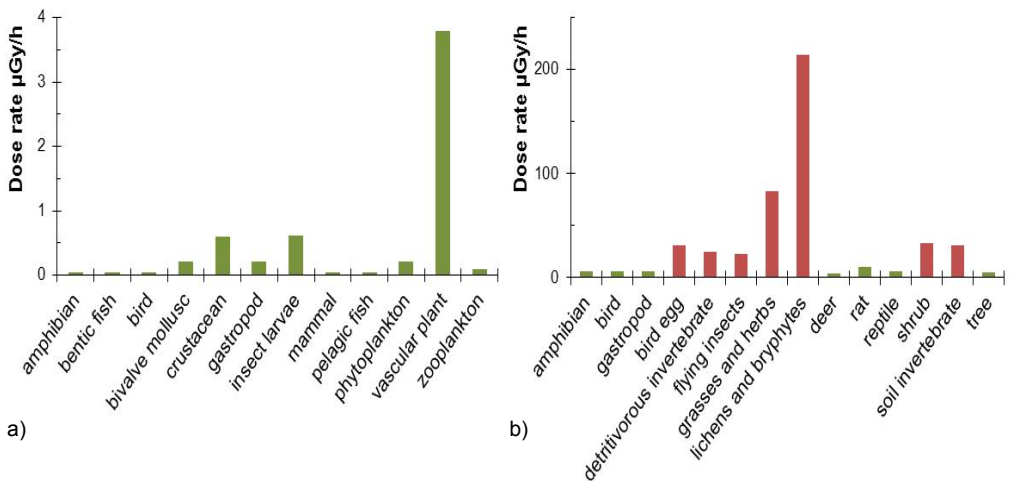 Dose rate µGy/h
4
3
2
1
0
amphibian
bentic fish
bird
bivalve mollusc
crustacean
gastropod
insect larvae
mammal
pelagic fish
phytoplankton
vascular plant
zooplankton
a)
Dose rate µGy/h
200
100
0
amphibian
bird
gastropod
bird egg
detritivorous invertebrate
flying insects
grasses and herbs
lichens and bryphytes
deer
rat
reptile
shrub
soil invertebrate
tree
b)